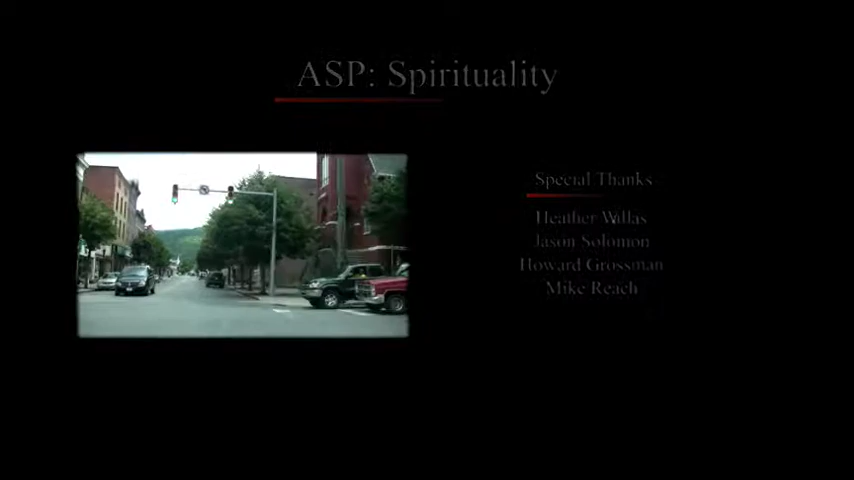 ASP: Spirituality
Special Thanks
Heather Willas
Jason Solomon
Howard Grossman
Mike Reach